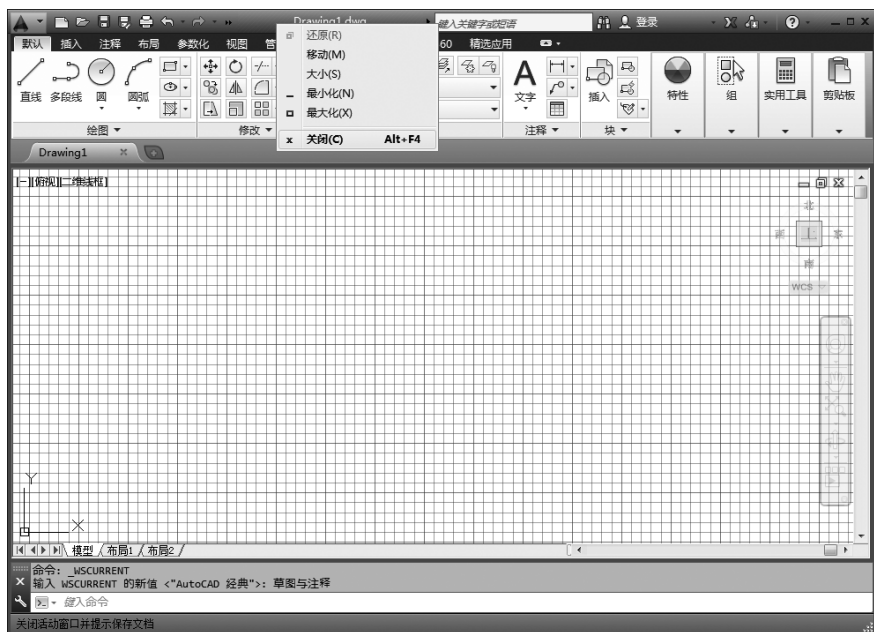 Drawing1.dwg
键入关键字或短语
登录
默认 插入 注释 布局 参数化 视图 管
60 精选应用
还原(R)
移动(M)
大小(S)
最小化(N)
最大化(X)
关闭(C) Alt+F4
直线 多段线 圆 圆弧
文字 插入 特性 组 实用工具 剪贴板
绘图 修改 注释 块
Drawing1
[-][俯视][二维线框]
北
西 上 东
南
WCS
Y
X
模型 布局1 布局2
命令: _WSCURRENT
输入 WSCURRENT 的新值 <"AutoCAD 经典">: 草图与注释
键入命令
关闭活动窗口并提示保存文档